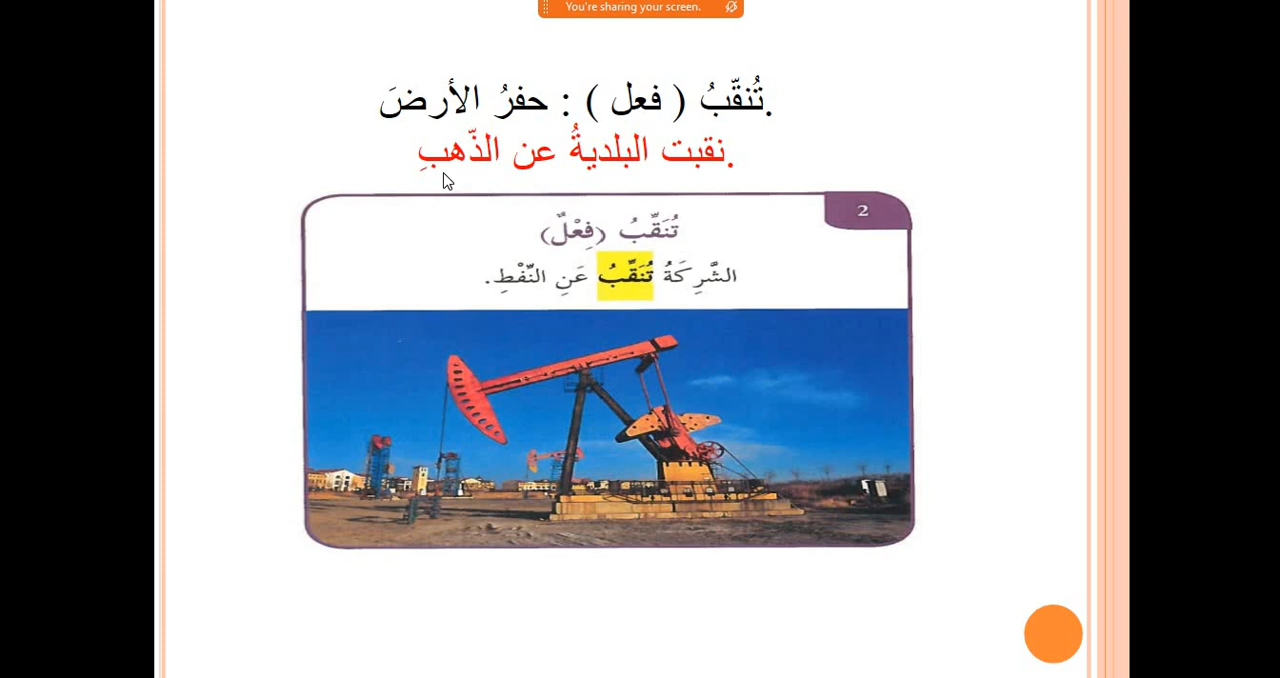 You're sharing your screen.
.تُنقّبُ ( فعل ) : حفرُ الأرضَ
.نقبت البلديةُ عن الذّهبِ
2
تُنَقِّبُ (فِعْلٌ)
الشَّرِكَةُ تُنَقِّبُ عَنِ النِّفْطِ.